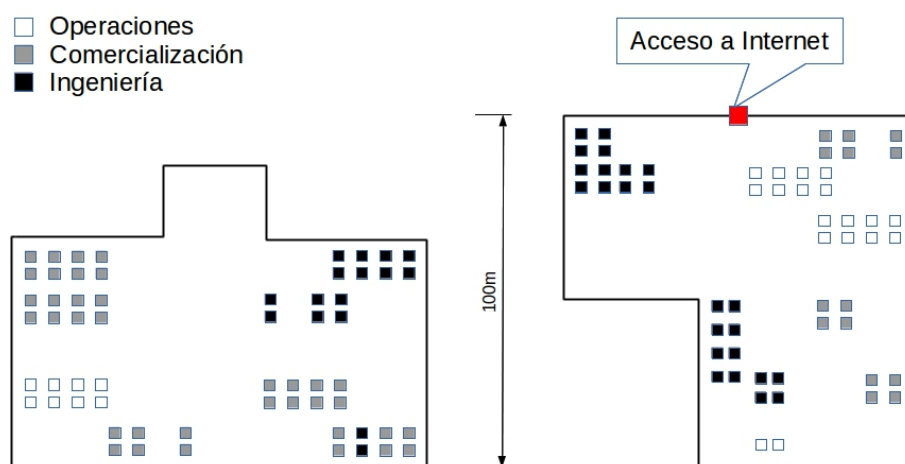 Operaciones
Comercialización
Ingeniería
Acceso a Internet
100m